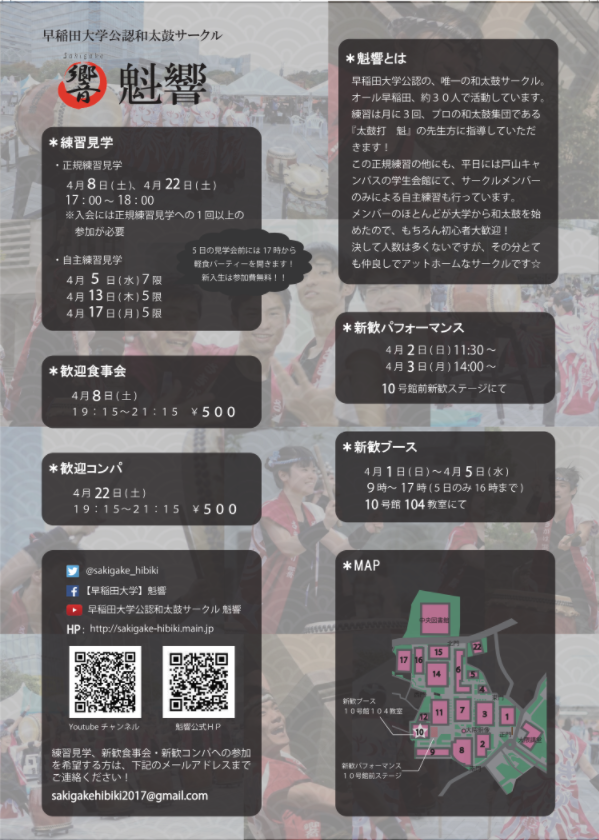 早稲田大学公認和太鼓サークル
Sakigake
響
魁響
＊練習見学
・正規練習見学
4月8日(土)、4月22日(土)
17：00～18：00
※入会には正規練習見学への1回以上の
参加が必要
・自主練習見学
4月 5 日(水)7限
4月13日(木)5限
4月17日(月)5限
5日の見学会前には17時から
軽食パーティーを開きます！
新入生は参加費無料！！
＊歓迎食事会
4月8日(土)
19：15～21：15 ￥500
＊歓迎コンパ
4月22日(土)
19：15～21：15 ￥500
@sakigake_hibiki
【早稲田大学】魁響
早稲田大学公認和太鼓サークル 魁響
HP：http://sakigake-hibiki.main.jp
Youtube チャンネル
魁響公式HP
練習見学、新歓食事会・新歓コンパへの参加
を希望する方は、下記のメールアドレスまで
ご連絡ください！
sakigakehibiki2017@gmail.com
＊魁響とは
早稲田大学公認の、唯一の和太鼓サークル。
オール早稲田、約30人で活動しています。
練習は月に3回、プロの和太鼓集団である
『太鼓打 魁』の先生方に指導していただ
きます！
この正規練習の他にも、平日には戸山キャ
ンパスの学生会館にて、サークルメンバー
のみによる自主練習も行っています。
メンバーのほとんどが大学から和太鼓を始
めたので、もちろん初心者大歓迎！
決して人数は多くないですが、その分とて
も仲良しでアットホームなサークルです☆
＊新歓パフォーマンス
4月2日(日)11:30～
4月3日(月)14:00～
10号館前新歓ステージにて
＊新歓ブース
4月1日(日)～4月5日(水)
9時～17時(5日のみ16時まで)
10号館104教室にて
＊MAP
中央図書館
17
16
15
22
14
6
5
4
新歓ブース
10号館104教室
12
11
7
3
1
10
9
8
2
新歓パフォーマンス
10号館前ステージ